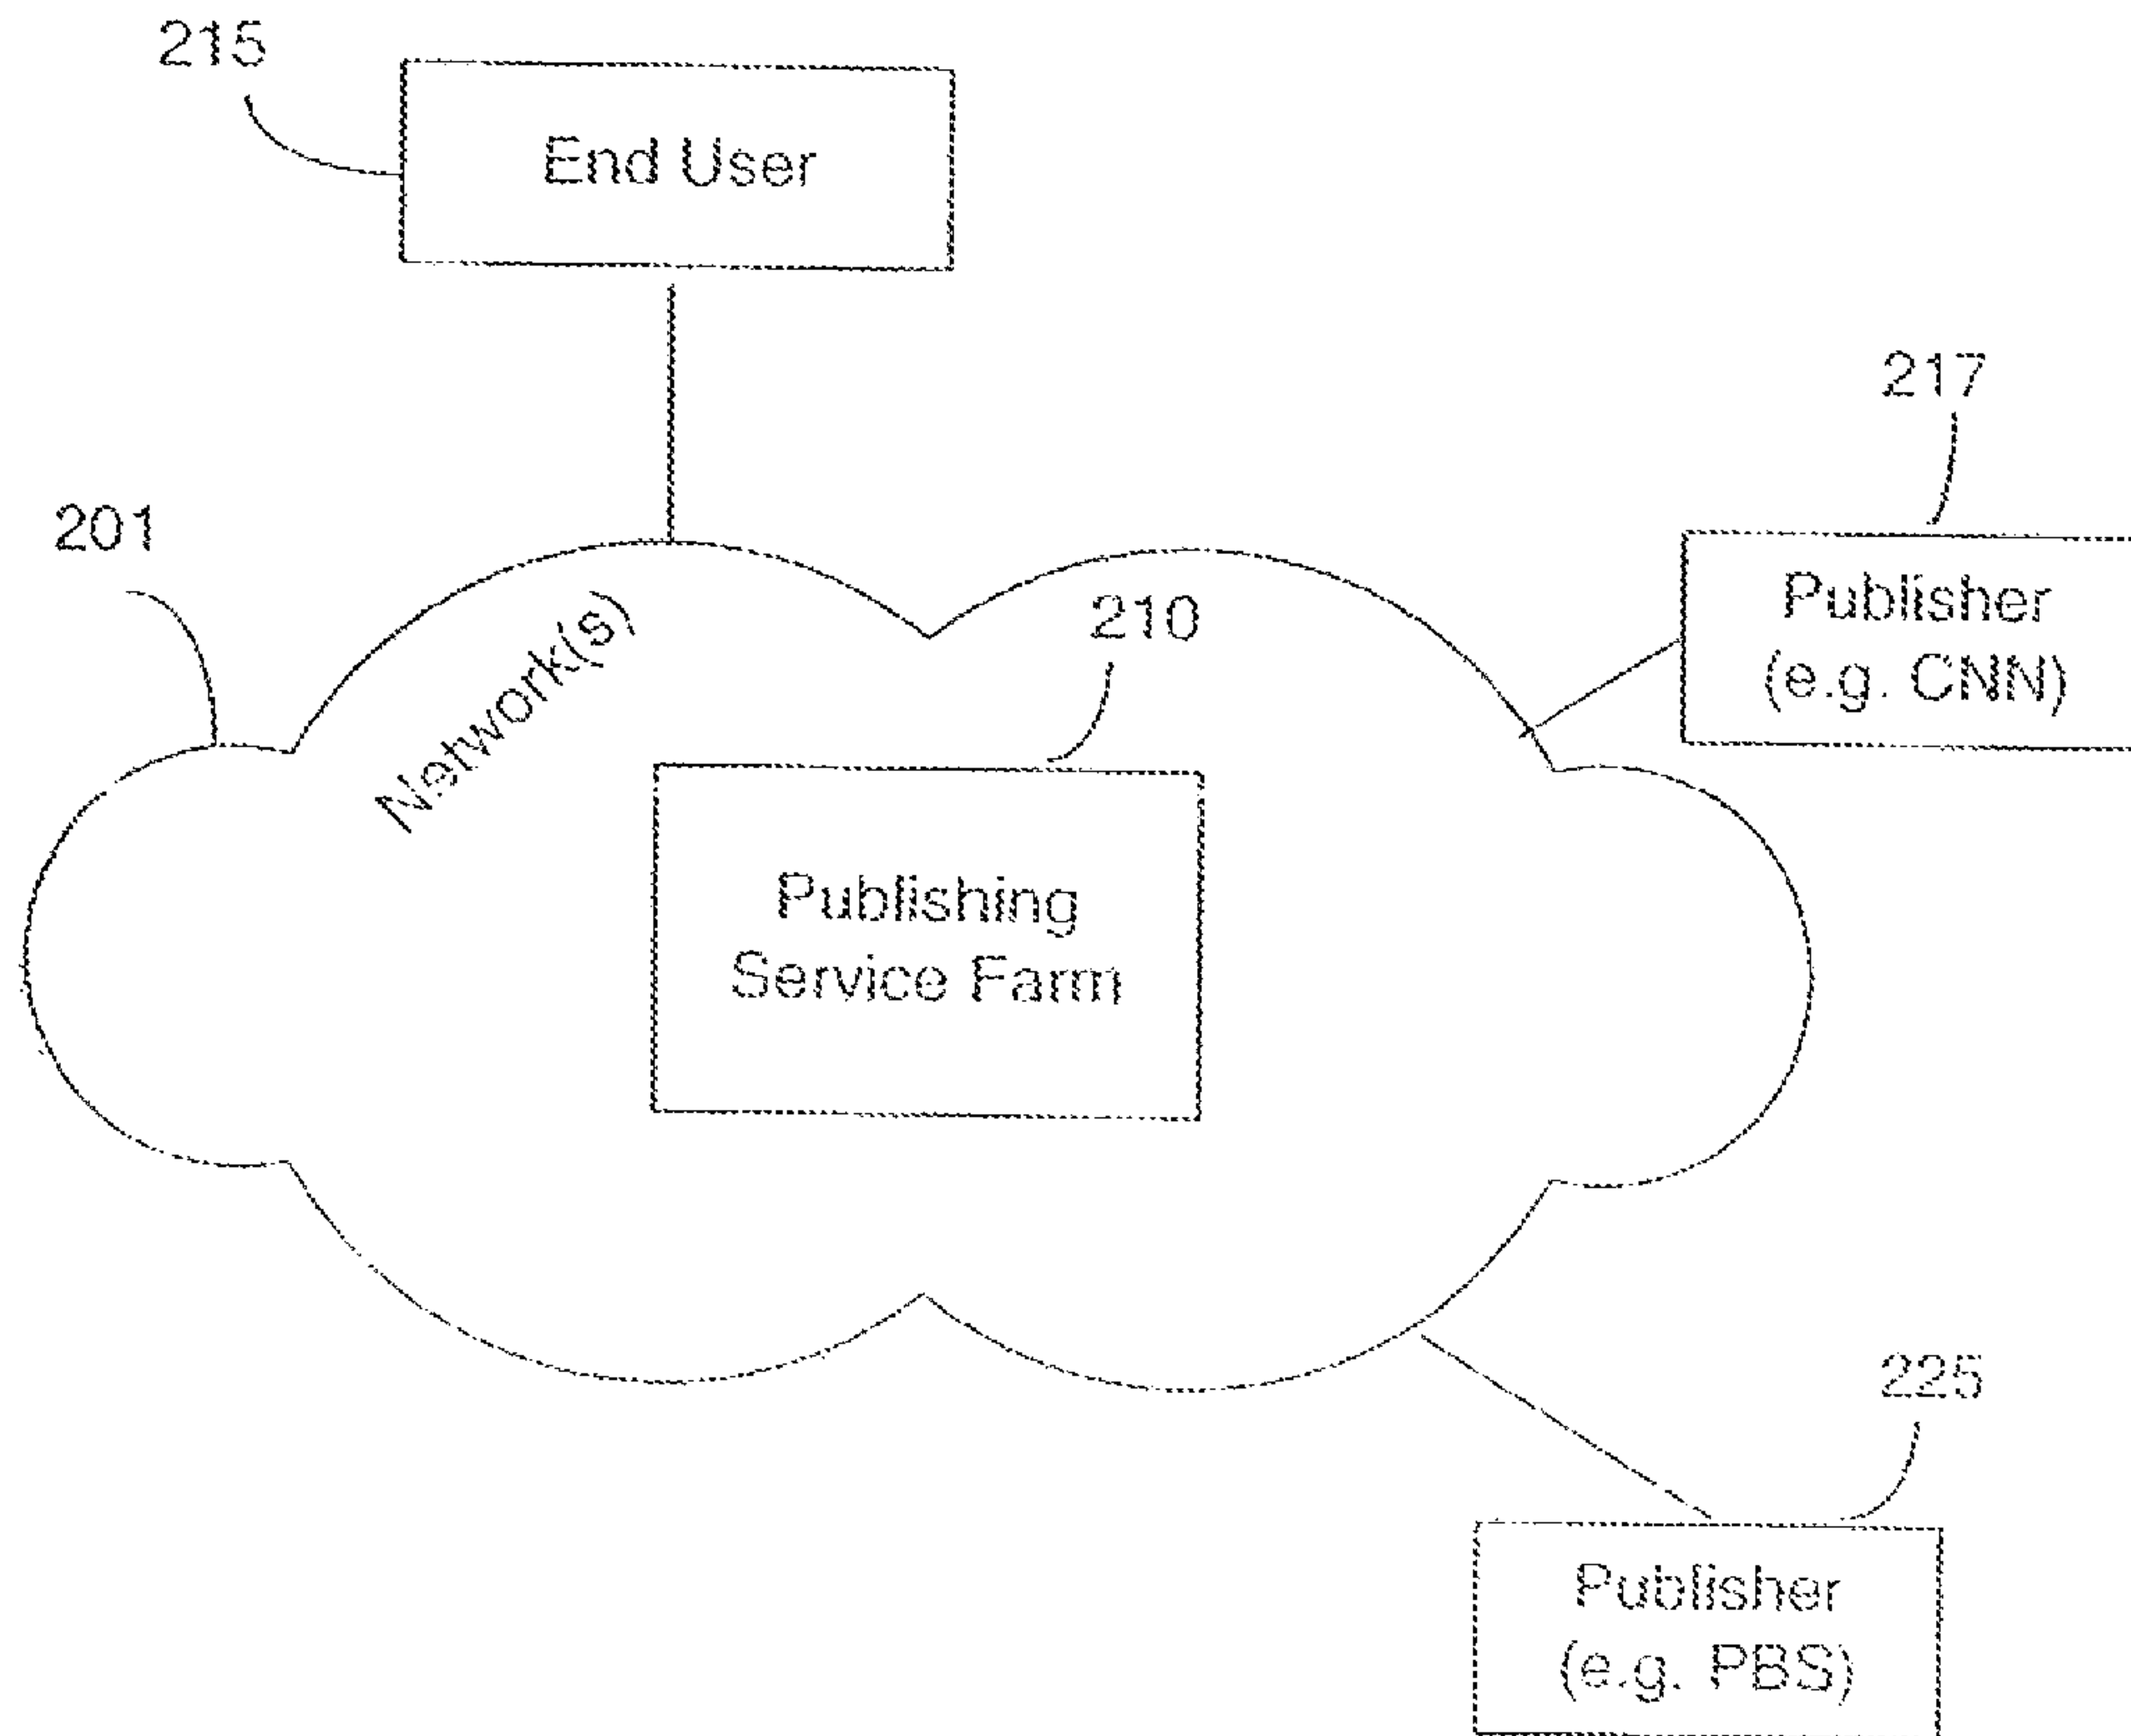 215
End User
217
201
Publisher
(e.g. CNN)
Network(s)
210
Publishing
Service Farm
225
Publisher
(e.g. PBS)